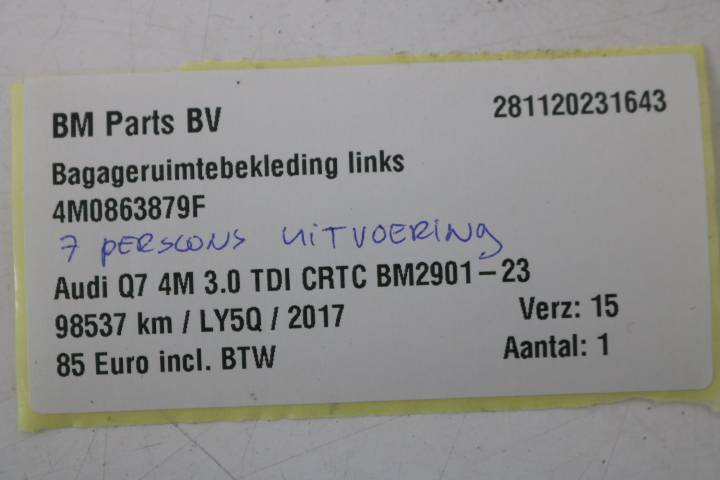 BM Parts BV 281120231643
Bagageruimtebekleding links
4M0863879F
7 PERSOONS UITVOERING
Audi Q7 4M 3.0 TDI CRTC BM2901-23
98537 km / LY5Q / 2017 Verz: 15
85 Euro incl. BTW Aantal: 1